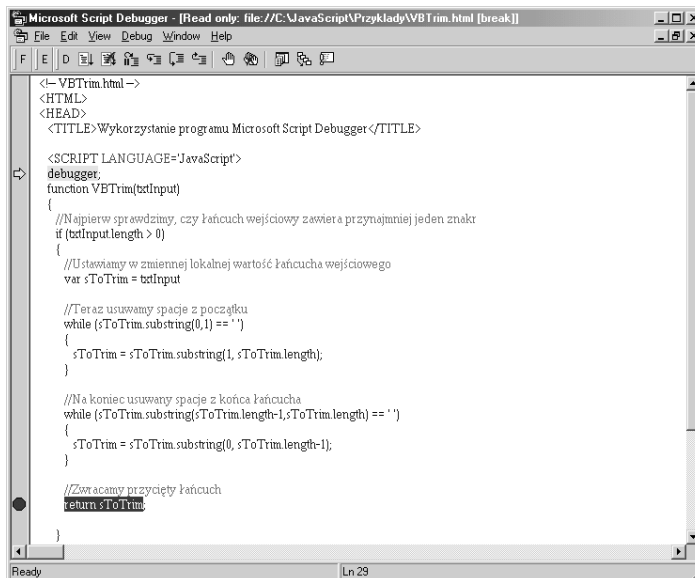 Microsoft Script Debugger - [Read only: file://C:\JavaScript\Przyklady\VBTrim.html [break]]
File Edit View Debug Window Help
F E D
<!-- VBTrim.html -->
<HTML>
<HEAD>
<TITLE>Wykorzystanie programu Microsoft Script Debugger</TITLE>
<SCRIPT LANGUAGE='JavaScript'>
debugger;
function VBTrim(txtInput)
{
//Najpierw sprawdzimy, czy łańcuch wejściowy zawiera przynajmniej jeden znakr
if (txtInput.length > 0)
{
//Ustawiamy w zmiennej lokalnej wartość łańcucha wejściowego
var sToTrim = txtInput
//Teraz usuwamy spacje z początku
while (sToTrim.substring(0,1) == ' ')
{
sToTrim = sToTrim.substring(1, sToTrim.length);
}
//Na koniec usuwany spacje z końca łańcucha
while (sToTrim.substring(sToTrim.length-1,sToTrim.length) == ' ')
{
sToTrim = sToTrim.substring(0, sToTrim.length-1);
}
//Zwracamy przycięty łańcuch
return sToTrim;
}
Ready Ln 29